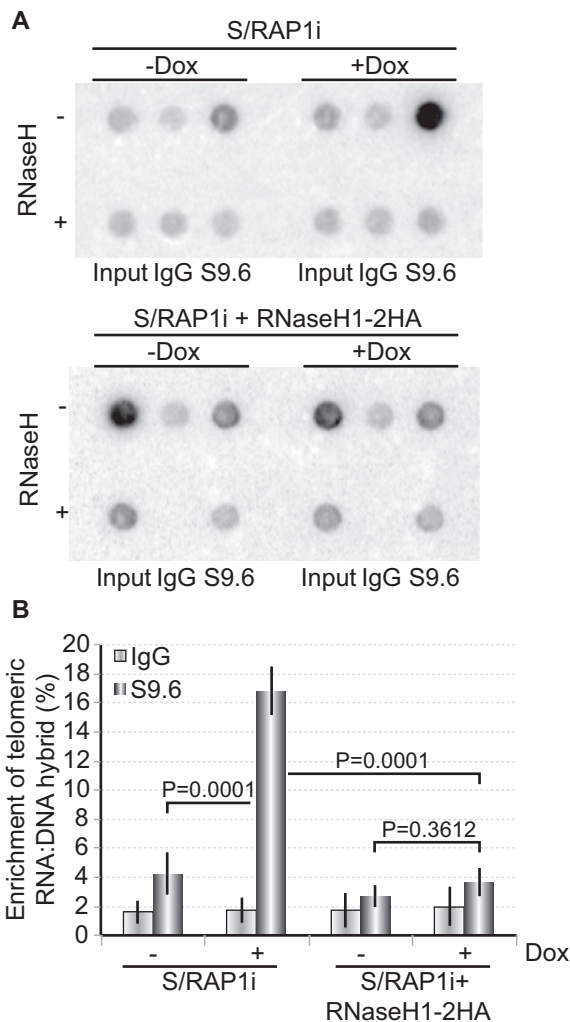 A
S/RAP1i
-Dox +Dox
RNaseH
-
+
Input IgG S9.6 Input IgG S9.6
S/RAP1i + RNaseH1-2HA
-Dox +Dox
RNaseH
-
+
Input IgG S9.6 Input IgG S9.6
B
Enrichment of telomeric
RNA:DNA hybrid (%)
20
18
16
14
12
10
8
6
4
2
0
IgG
S9.6
P=0.0001
P=0.0001
P=0.3612
- + - + Dox
S/RAP1i S/RAP1i+
RNaseH1-2HA